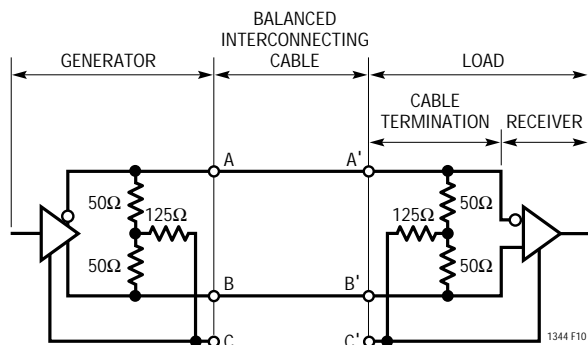 BALANCED
INTERCONNECTING
CABLE
GENERATOR
LOAD
CABLE
TERMINATION
RECEIVER
A
A'
50Ω
125Ω
50Ω
125Ω
50Ω
50Ω
B
B'
C
C'
1344 F10